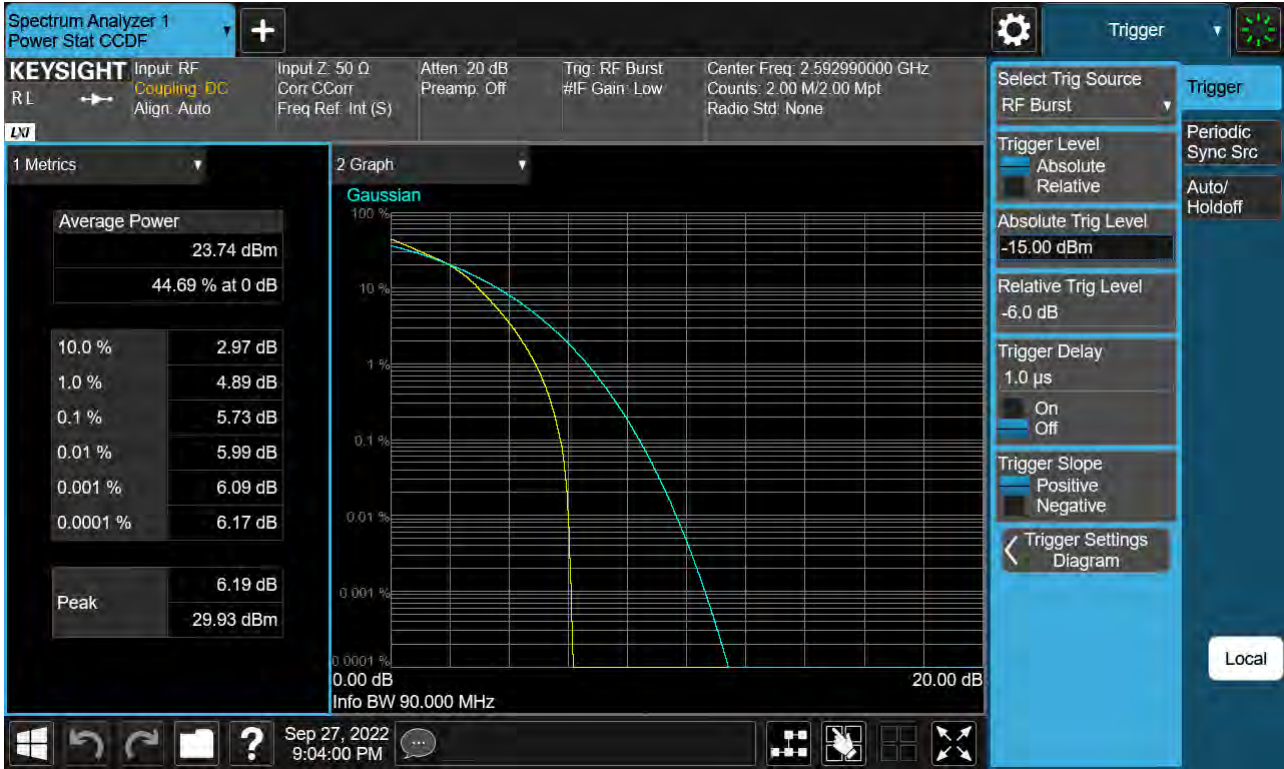 Spectrum Analyzer 1
Power Stat CCDF
+
Trigger
KEYSIGHT
R L
LXI
Input: RF
Coupling: DC
Align: Auto
Input Z: 50 Ω
Corr CCorr
Freq Ref: Int (S)
Atten: 20 dB
Preamp: Off
Trig: RF Burst
#IF Gain: Low
Center Freq: 2.592990000 GHz
Counts: 2.00 M/2.00 Mpt
Radio Std: None
1 Metrics
Average Power
23.74 dBm
44.69 % at 0 dB
10.0 % 2.97 dB
1.0 % 4.89 dB
0.1 % 5.73 dB
0.01 % 5.99 dB
0.001 % 6.09 dB
0.0001 % 6.17 dB
Peak
6.19 dB
29.93 dBm
2 Graph
Gaussian
100 %
10 %
1 %
0.1 %
0.01 %
0.001 %
0.0001 %
0.00 dB 20.00 dB
Info BW 90.000 MHz
Select Trig Source
RF Burst
Trigger Level
Absolute
Relative
Absolute Trig Level
-15.00 dBm
Relative Trig Level
-6.0 dB
Trigger Delay
1.0 µs
On
Off
Trigger Slope
Positive
Negative
Trigger Settings
Diagram
Trigger
Periodic
Sync Src
Auto/
Holdoff
Local
?
Sep 27, 2022
9:04:00 PM